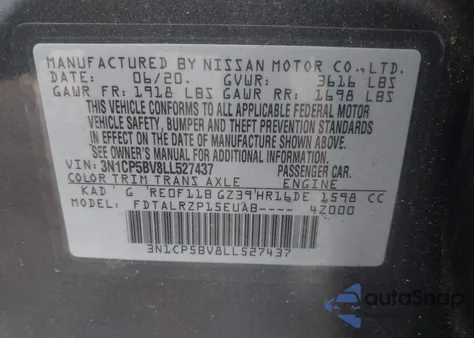 MANUFACTURED BY NISSAN MOTOR CO., LTD.
DATE: 06/20. GVWR: 3616 LBS
GAWR FR: 1918 LBS GAWR RR: 1698 LBS
THIS VEHICLE CONFORMS TO ALL APPLICABLE FEDERAL MOTOR
VEHICLE SAFETY, BUMPER AND THEFT PREVENTION STANDARDS
IN EFFECT ON THE DATE OF MANUFACTURE SHOWN ABOVE.
*SEE OWNER'S MANUAL FOR MORE INFORMATION
VIN: 3N1CP5BV8LL527437 PASSENGER CAR.
COLOR TRIM TRANS AXLE ENGINE
KAD G RE0F11B GZ39 HR16DE 1598 CC
MODEL: FDTALRZP15EUAB---- 4Z000
3N1CP5BV8LL527437
autoSnap